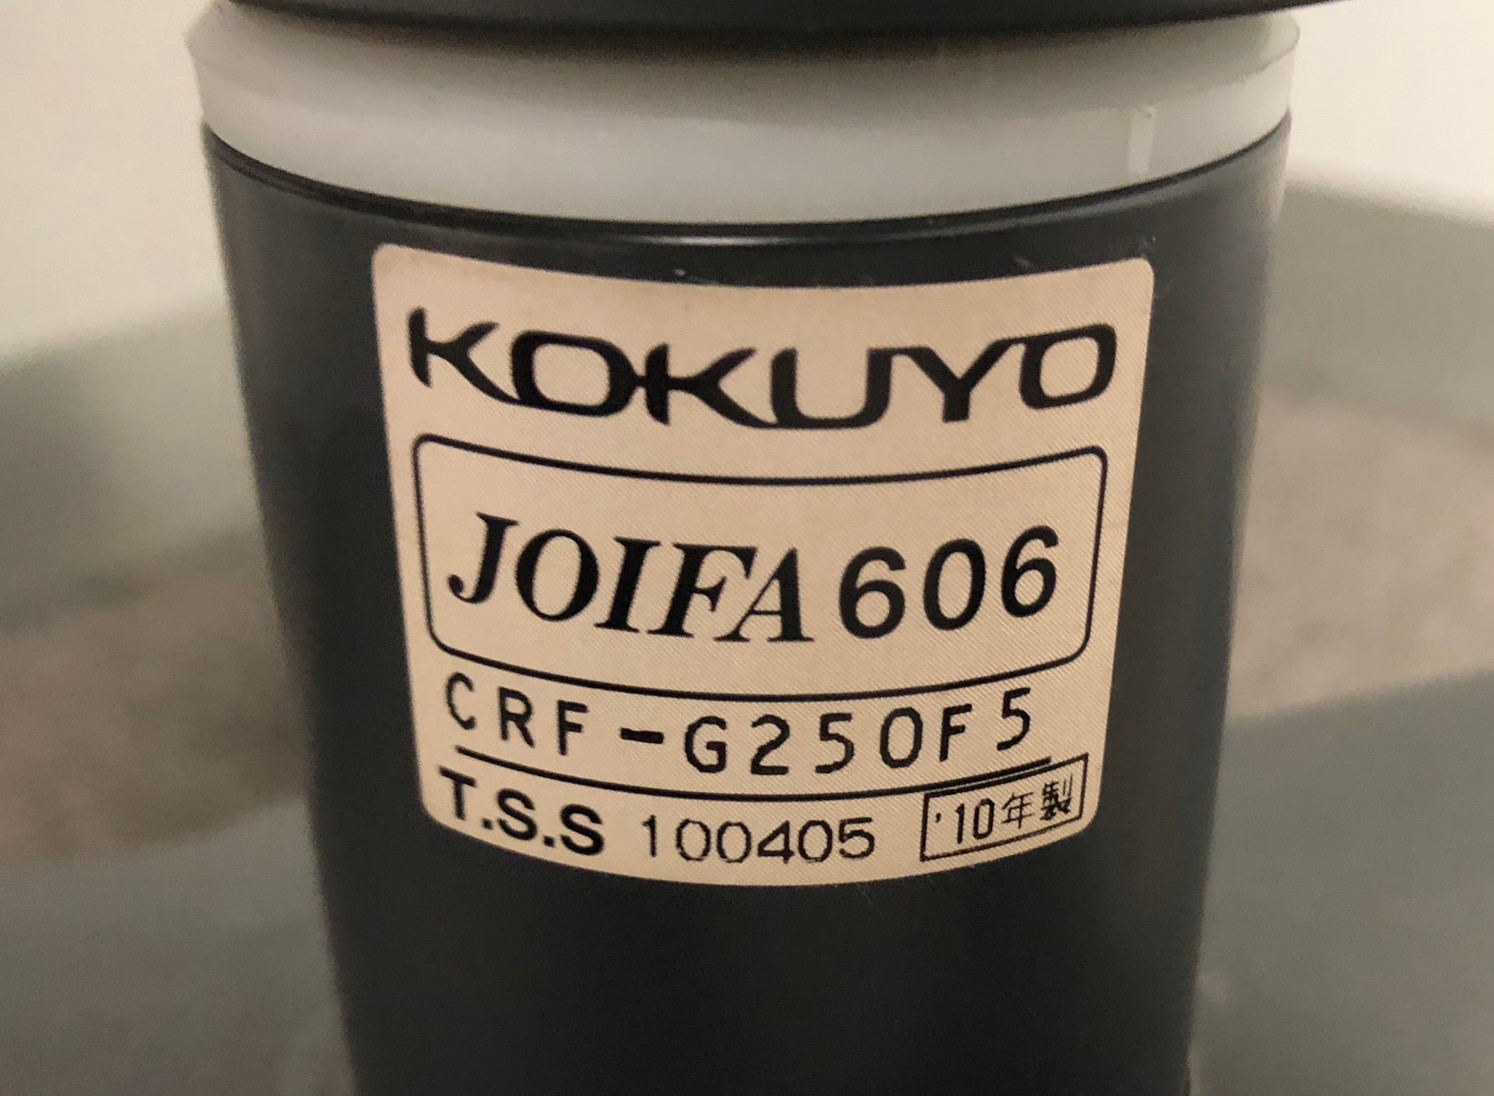 KOKUYO
JOIFA 606
CRF-G250F5
T.S.S 100405 '10年製